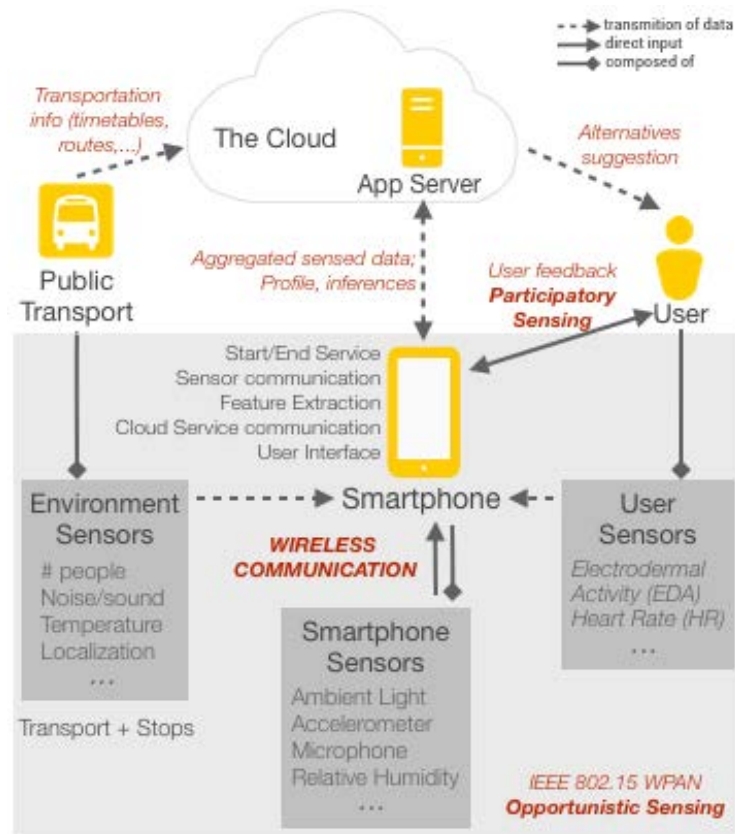 transmition of data
direct input
composed of
Transportation
info (timetables,
routes,...)
The Cloud
App Server
Alternatives
suggestion
Public
Transport
Aggregated sensed data;
Profile, inferences
User feedback
Participatory
Sensing
User
Start/End Service
Sensor communication
Feature Extraction
Cloud Service communication
User Interface
Smartphone
Environment
Sensors
# people
Noise/sound
Temperature
Localization
...
Transport + Stops
WIRELESS
COMMUNICATION
Smartphone
Sensors
Ambient Light
Accelerometer
Microphone
Relative Humidity
...
User
Sensors
Electrodermal
Activity (EDA)
Heart Rate (HR)
...
IEEE 802.15 WPAN
Opportunistic Sensing